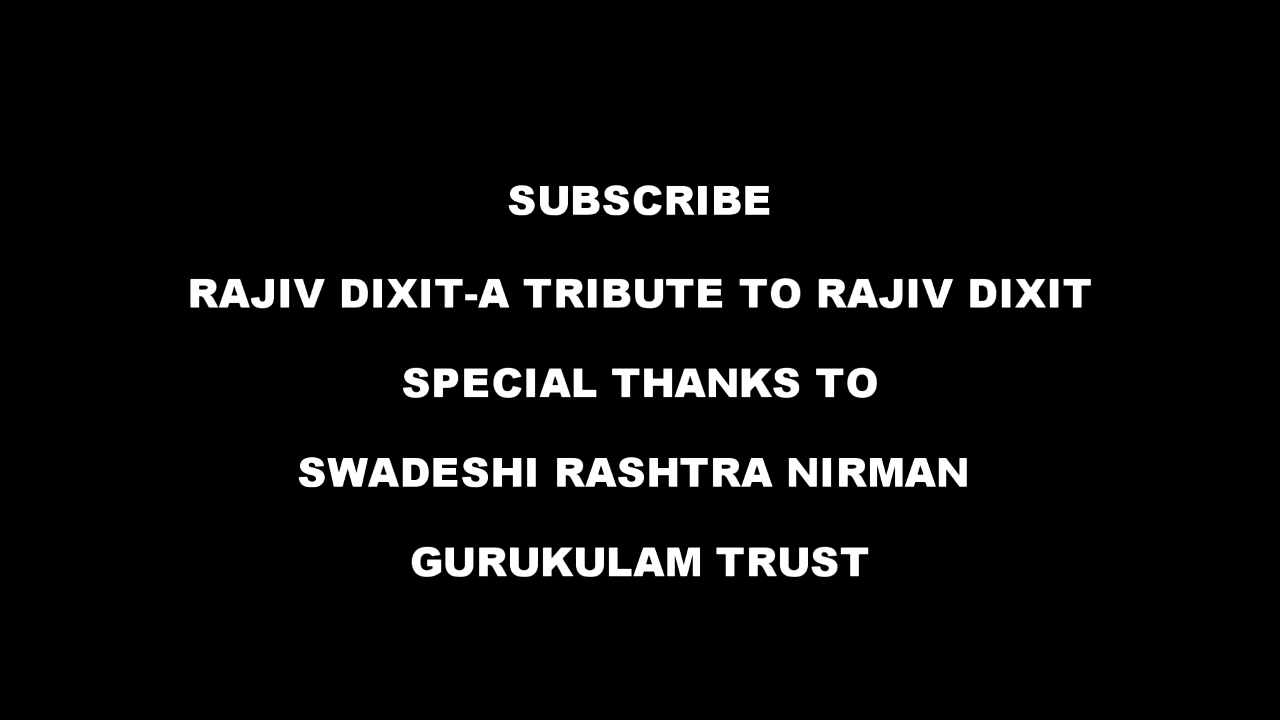 SUBSCRIBE
RAJIV DIXIT-A TRIBUTE TO RAJIV DIXIT
SPECIAL THANKS TO
SWADESHI RASHTRA NIRMAN
GURUKULAM TRUST